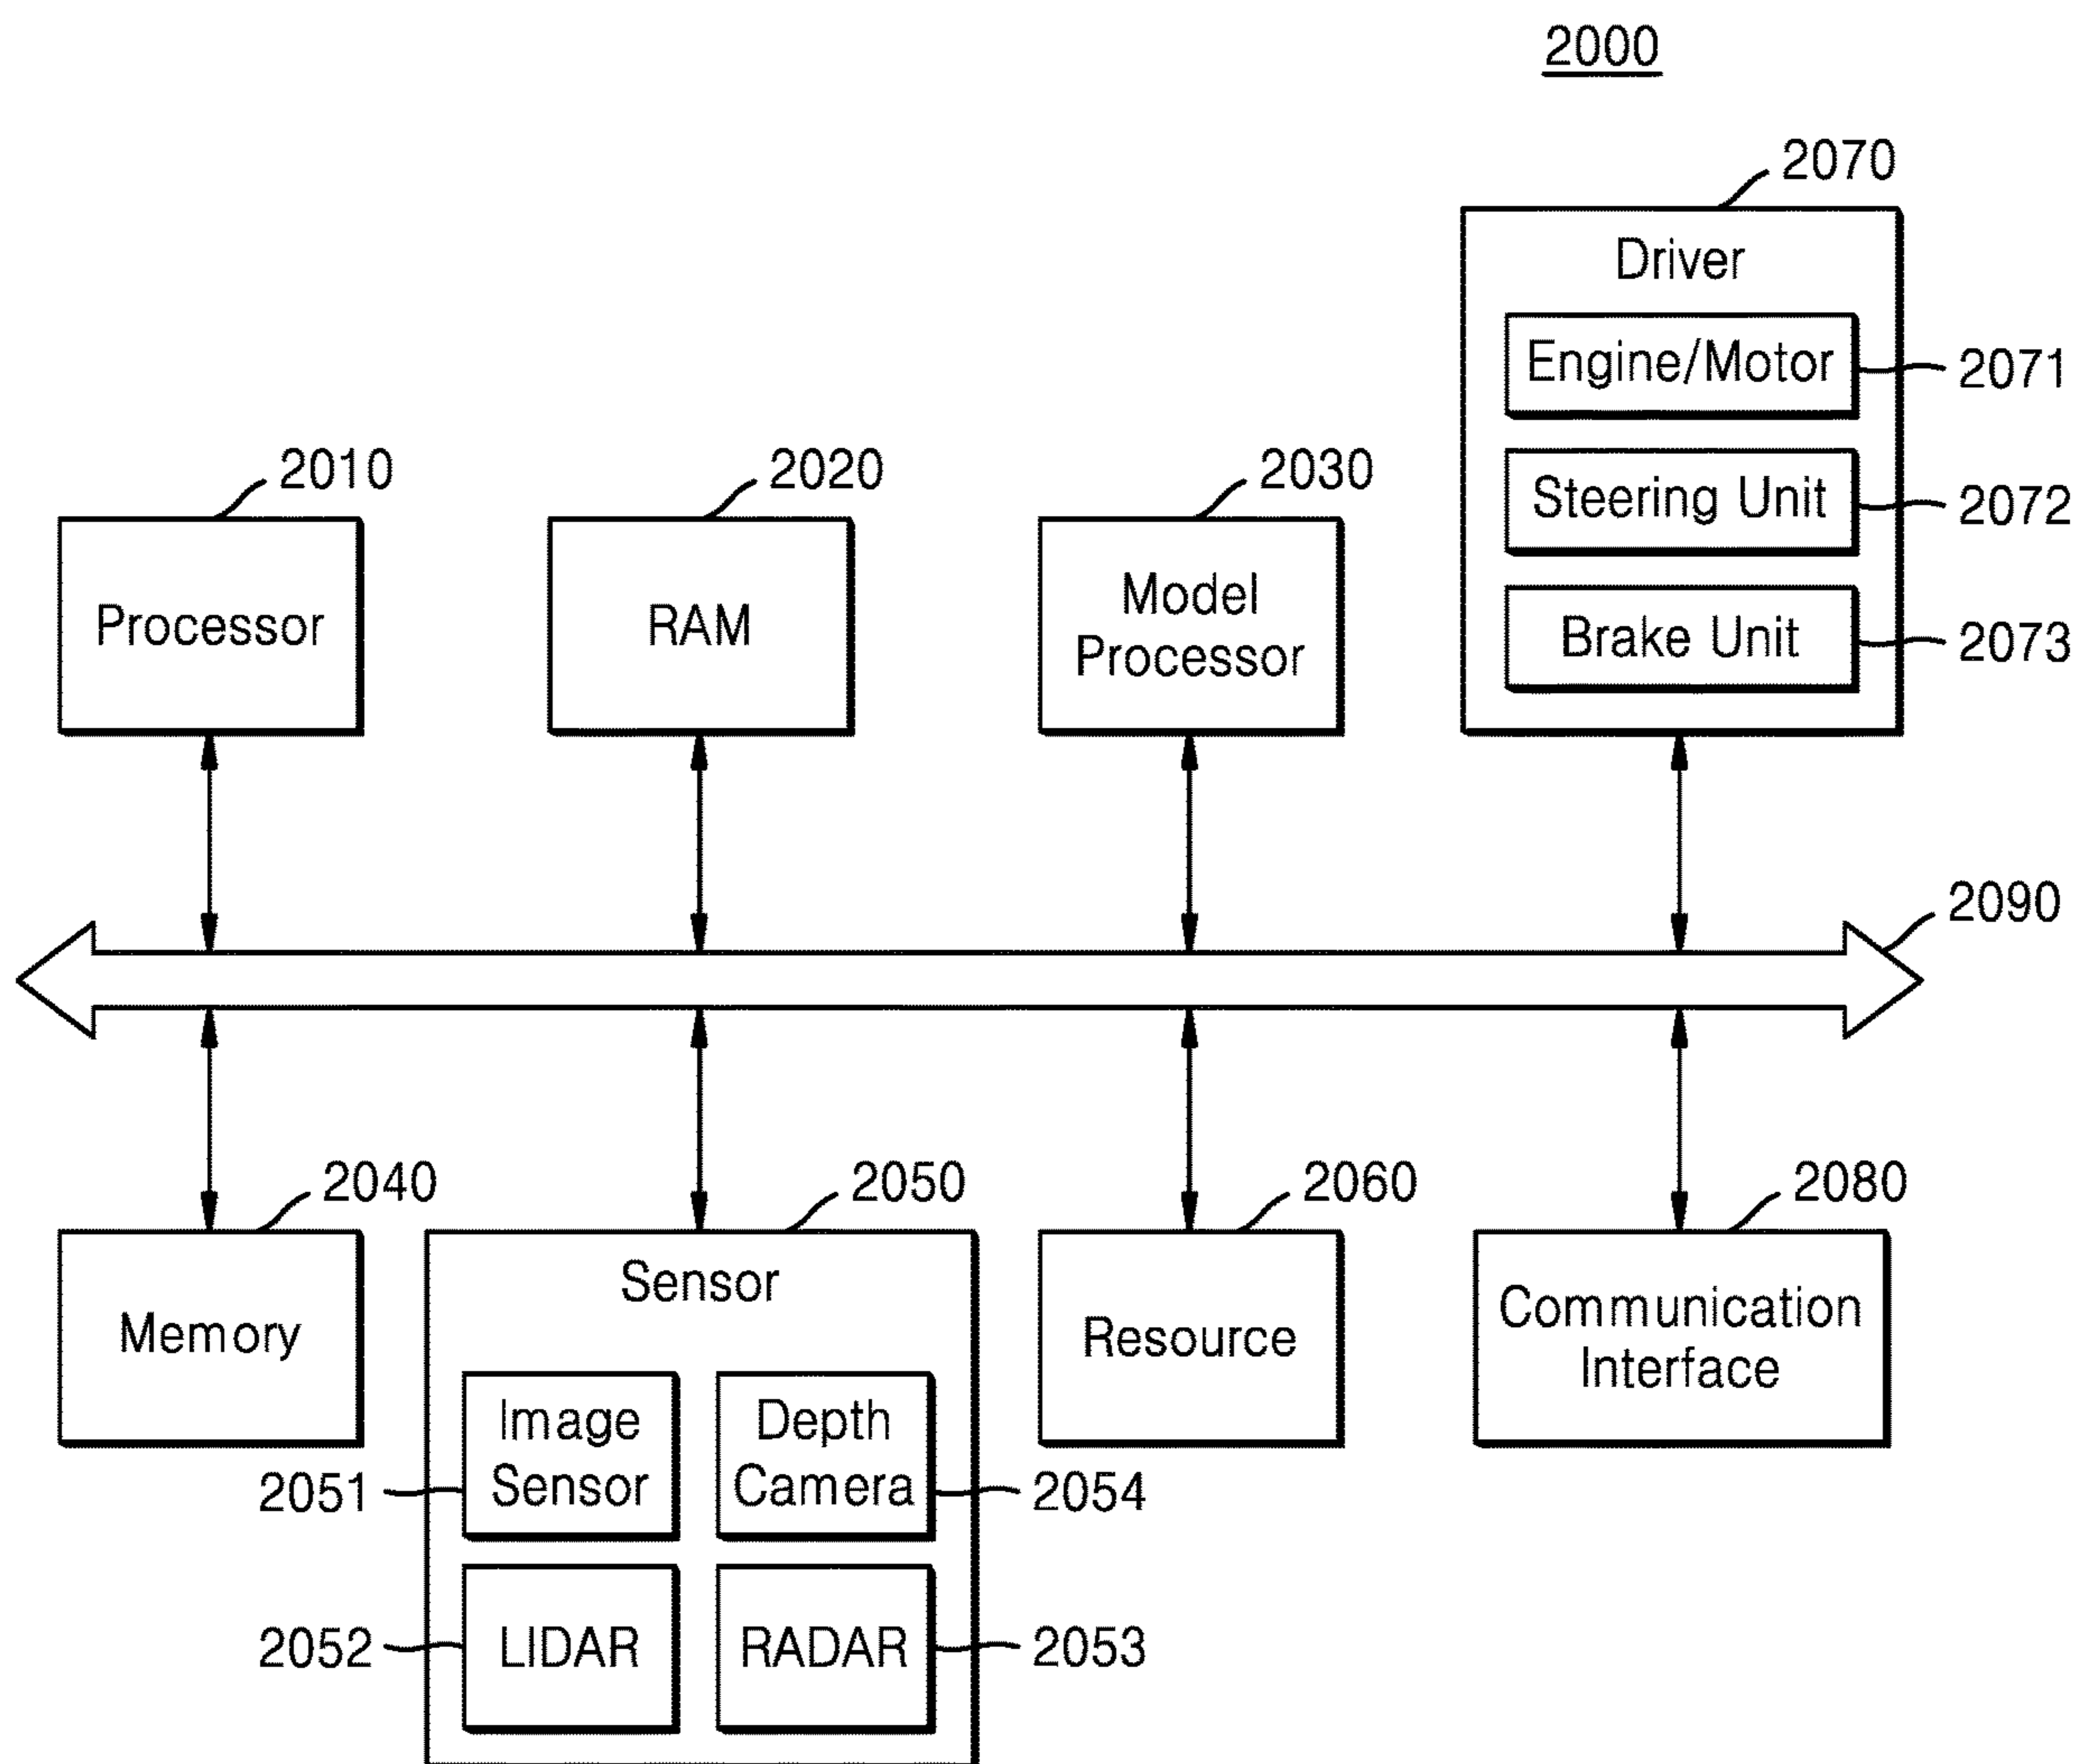 2000
2070
Driver
Engine/Motor
2071
2010
2020
2030
Steering Unit
2072
Processor
RAM
Model
Processor
Brake Unit
2073
2090
2040
2050
2060
2080
Memory
Sensor
Resource
Communication
Interface
Image
Sensor
2051
Depth
Camera
2054
2052
LIDAR
RADAR
2053